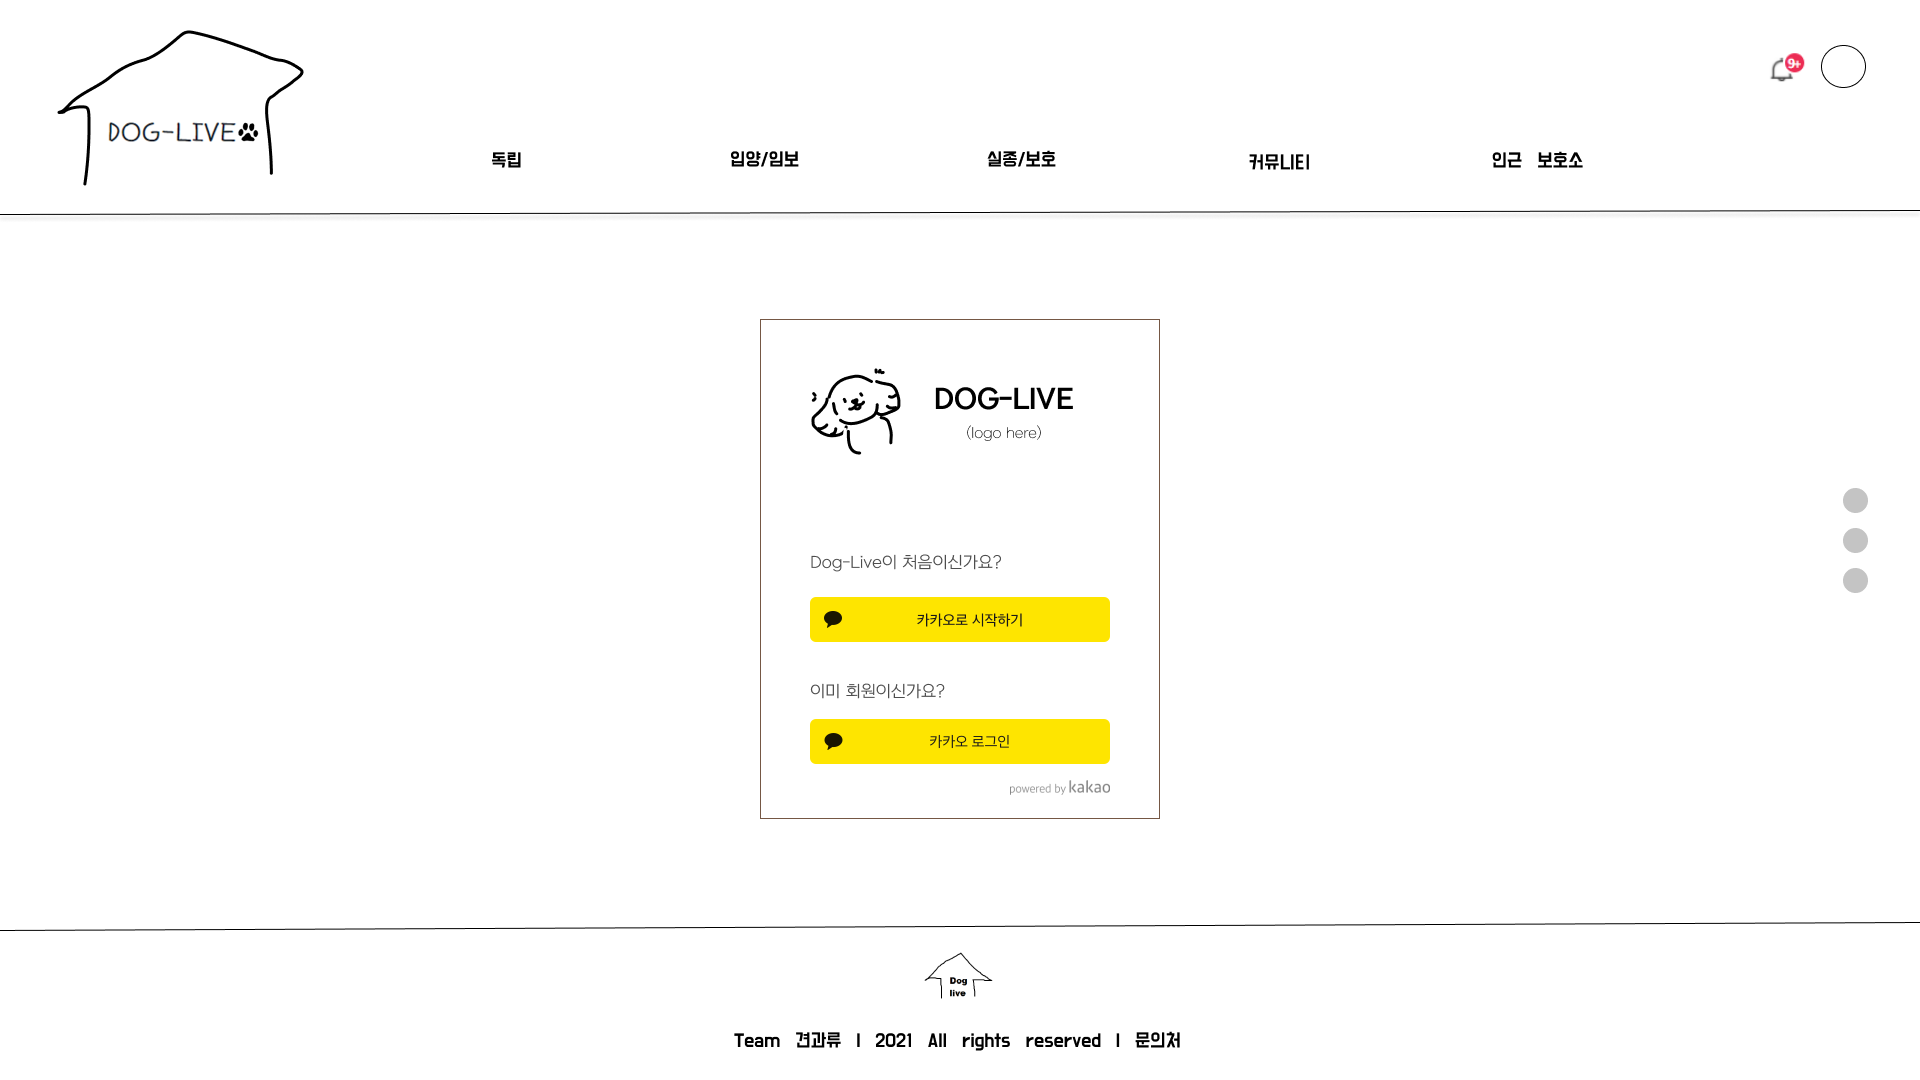 9+
DOG-LIVE
독립 입양/임보 실종/보호 커뮤니티 인근 보호소
DOG-LIVE
(logo here)
Dog-Live이 처음이신가요?
카카오로 시작하기
이미 회원이신가요?
카카오 로그인
powered by kakao
Dog
live
Team 견과류 | 2021 All rights reserved | 문의처